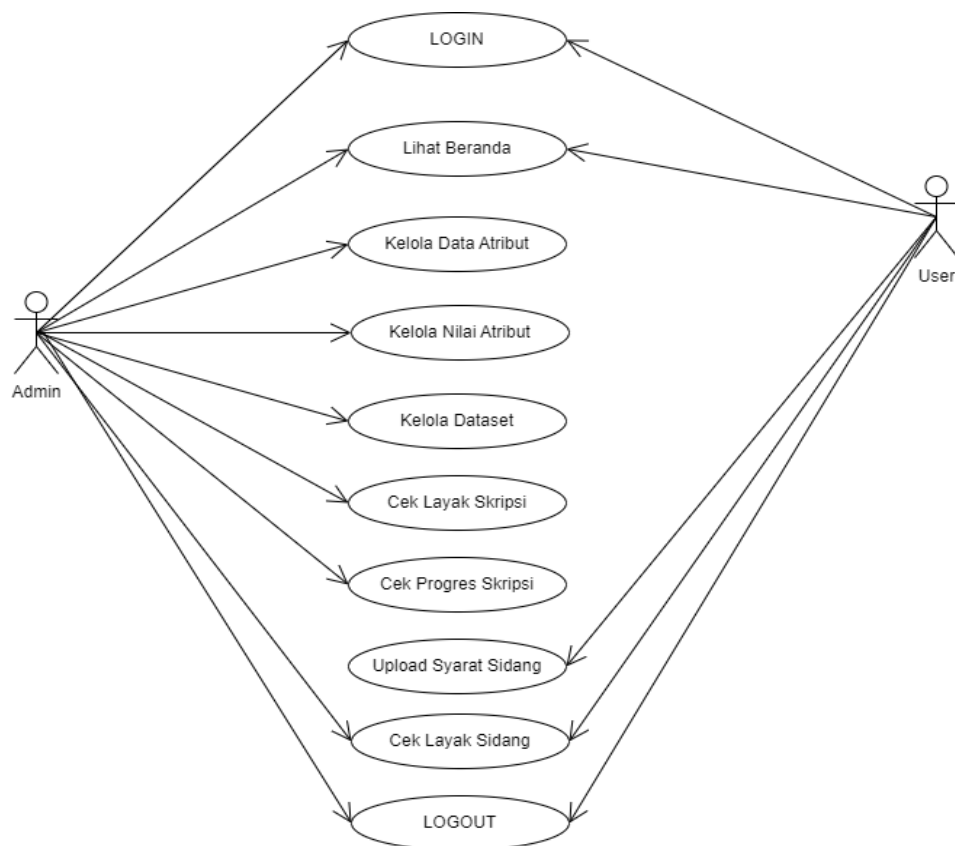 LOGIN
Lihat Beranda
Kelola Data Atribut
User
Kelola Nilai Atribut
Admin
Kelola Dataset
Cek Layak Skripsi
Cek Progres Skripsi
Upload Syarat Sidang
Cek Layak Sidang
LOGOUT